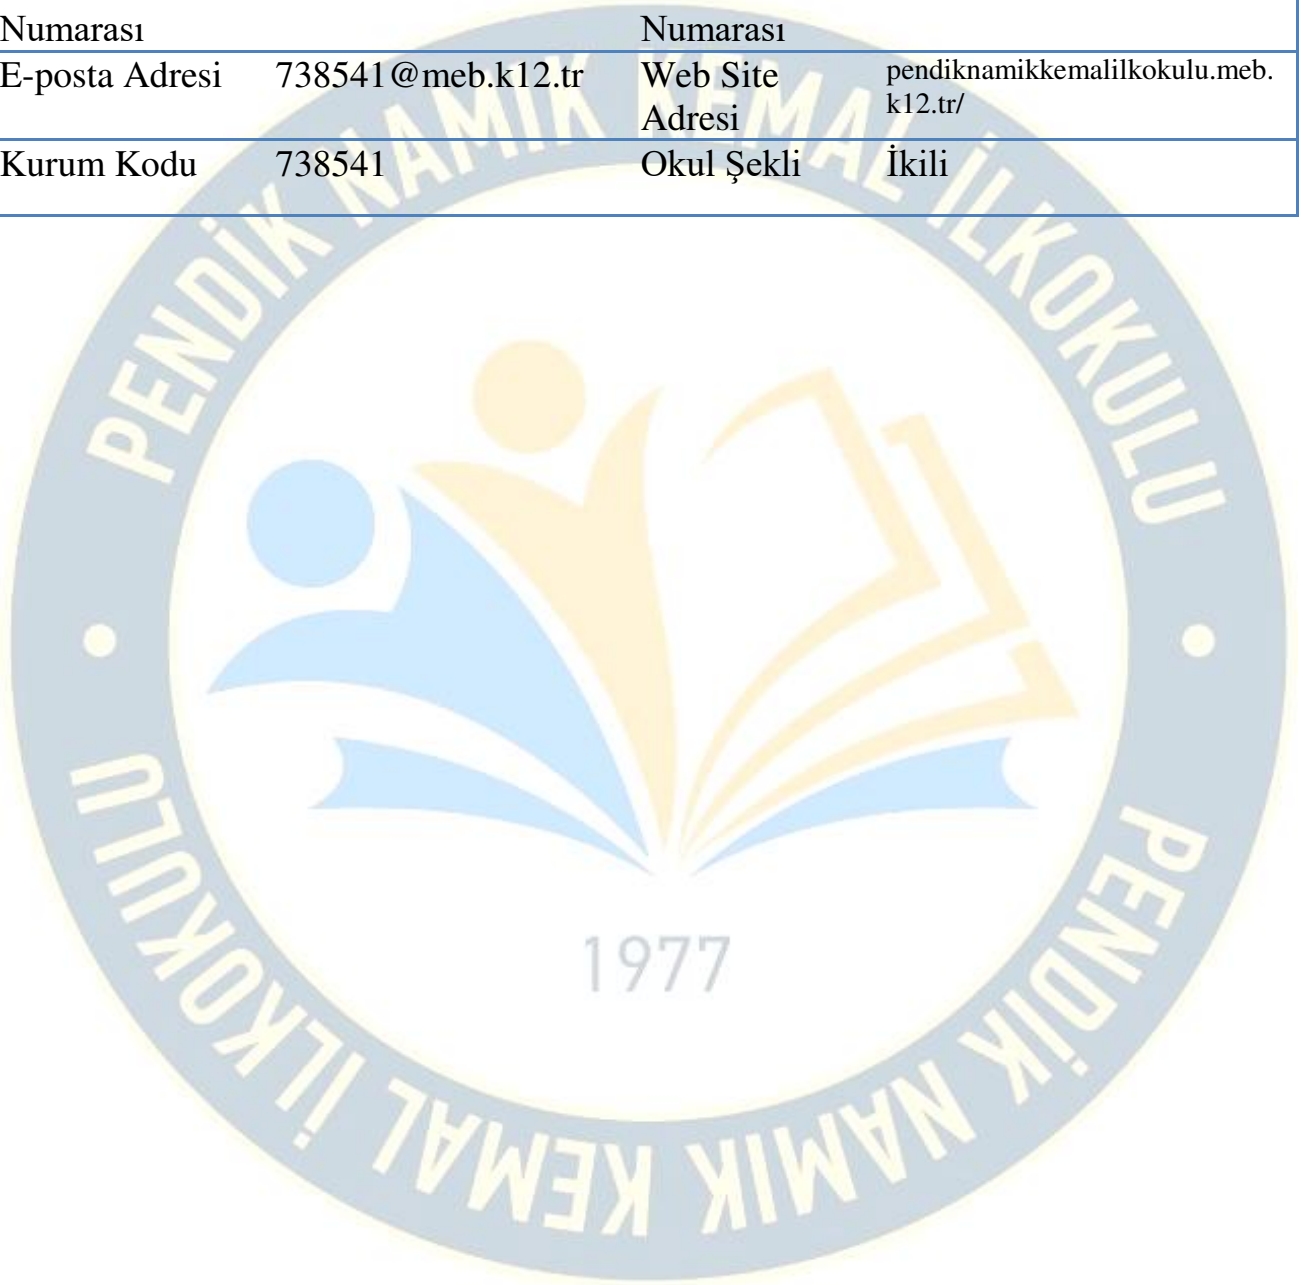 Numarası Numarası
E-posta Adresi 738541@meb.k12.tr Web Site pendiknamikkemalilkokulu.meb.
Adresi k12.tr/
Kurum Kodu 738541 Okul Şekli İkili
PENDİK NAMIK KEMAL İLKOKULU
1977
PENDİK NAMIK KEMAL İLKOKULU